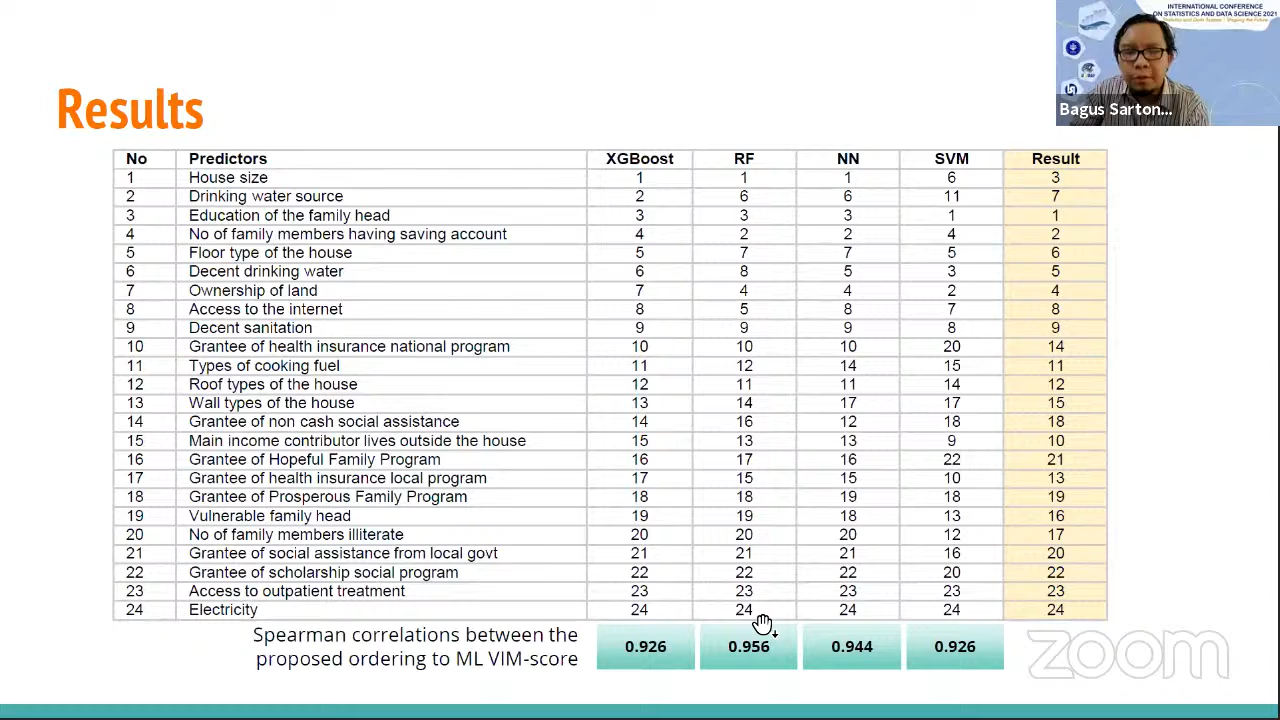 INTERNATIONAL CONFERENCE
ON STATISTICS AND DATA SCIENCE 2021
Bagus Sarton...
Results
No Predictors XGBoost RF NN SVM Result
1 House size 1 1 1 6 3
2 Drinking water source 2 6 6 11 7
3 Education of the family head 3 3 3 1 1
4 No of family members having saving account 4 2 2 4 2
5 Floor type of the house 5 7 7 5 6
6 Decent drinking water 6 8 5 3 5
7 Ownership of land 7 4 4 2 4
8 Access to the internet 8 5 8 7 8
9 Decent sanitation 9 9 9 8 9
10 Grantee of health insurance national program 10 10 10 20 14
11 Types of cooking fuel 11 12 14 15 11
12 Roof types of the house 12 11 11 14 12
13 Wall types of the house 13 14 17 17 15
14 Grantee of non cash social assistance 14 16 12 18 18
15 Main income contributor lives outside the house 15 13 13 9 10
16 Grantee of Hopeful Family Program 16 17 16 22 21
17 Grantee of health insurance local program 17 15 15 10 13
18 Grantee of Prosperous Family Program 18 18 19 18 19
19 Vulnerable family head 19 19 18 13 16
20 No of family members illiterate 20 20 20 12 17
21 Grantee of social assistance from local govt 21 21 21 16 20
22 Grantee of scholarship social program 22 22 22 20 22
23 Access to outpatient treatment 23 23 23 23 23
24 Electricity 24 24 24 24 24
Spearman correlations between the
proposed ordering to ML VIM-score
0.926 0.956 0.944 0.926
zoom